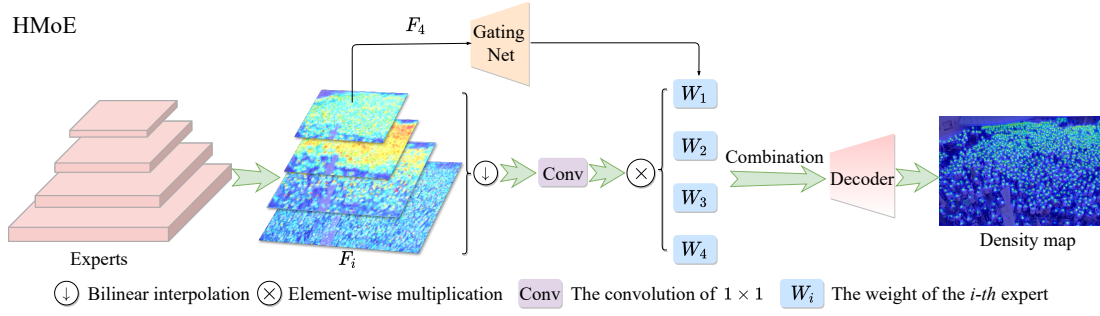 HMoE
F4
Gating
Net
W1
W2
W3
W4
Conv
Combination
Decoder
Experts
Fi
Density map
↓ Bilinear interpolation × Element-wise multiplication Conv The convolution of 1 × 1 Wi The weight of the i-th expert